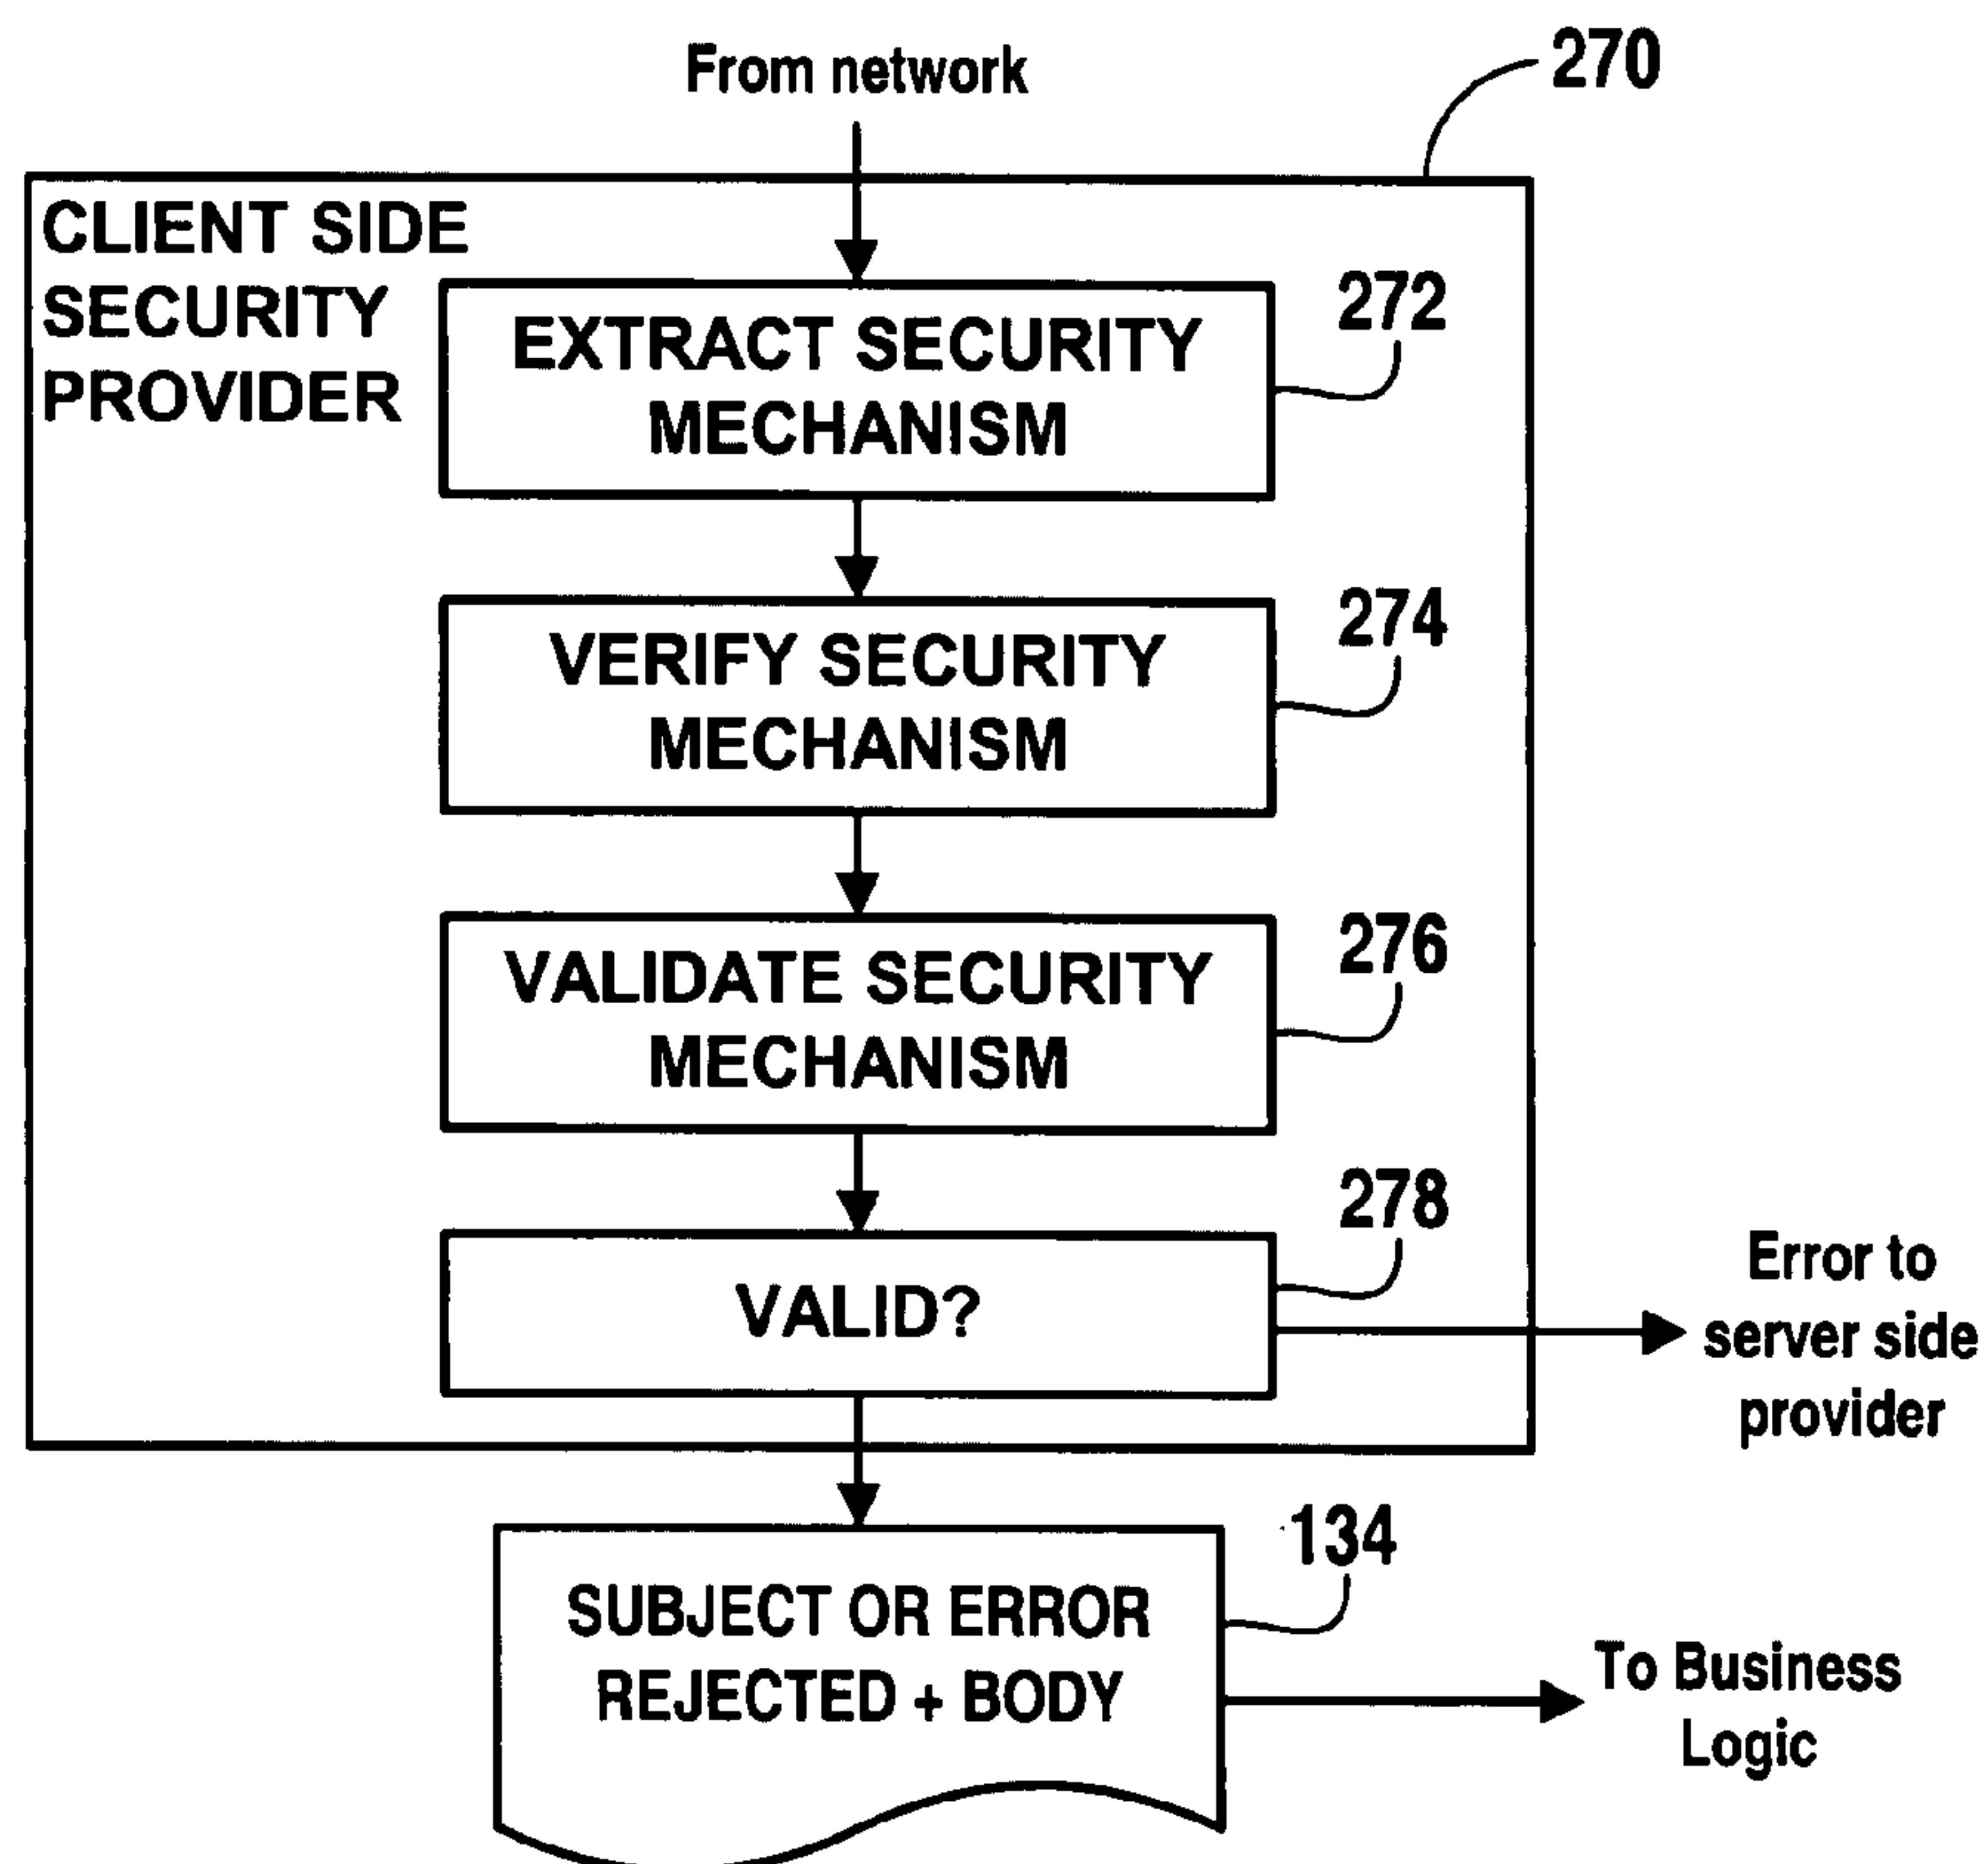 From network
270
CLIENT SIDE
SECURITY
PROVIDER
EXTRACT SECURITY
MECHANISM
272
VERIFY SECURITY
MECHANISM
274
VALIDATE SECURITY
MECHANISM
276
VALID?
278
Error to
server side
provider
SUBJECT OR ERROR
REJECTED + BODY
134
To Business
Logic